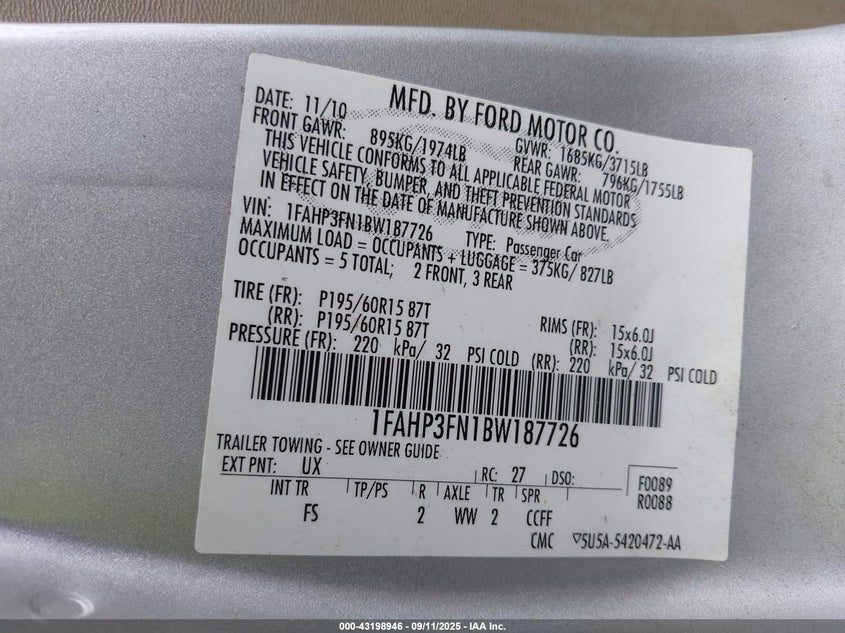 MFD. BY FORD MOTOR CO.
DATE: 11/10 GVWR: 1685KG/3715LB
FRONT GAWR: 895KG/1974LB REAR GAWR: 796KG/1755LB
THIS VEHICLE CONFORMS TO ALL APPLICABLE FEDERAL MOTOR
VEHICLE SAFETY, BUMPER, AND THEFT PREVENTION STANDARDS
IN EFFECT ON THE DATE OF MANUFACTURE SHOWN ABOVE.
VIN: 1FAHP3FN1BW187726 TYPE: Passenger Car
MAXIMUM LOAD = OCCUPANTS + LUGGAGE = 375KG/ 827LB
OCCUPANTS = 5 TOTAL; 2 FRONT, 3 REAR
TIRE (FR): P195/60R15 87T RIMS (FR): 15x6.0J
(RR): P195/60R15 87T (RR): 15x6.0J
PRESSURE (FR): 220 kPa/ 32 PSI COLD (RR): 220 kPa/ 32 PSI COLD
1FAHP3FN1BW187726
TRAILER TOWING - SEE OWNER GUIDE
EXT PNT: UX RC: 27 DSO: F0089
R0088
INT TR TP/PS R AXLE TR SPR
FS 2 WW 2 CCFF
CMC ▽5U5A-5420472-AA
000-43198946 - 09/11/2025 - IAA Inc.